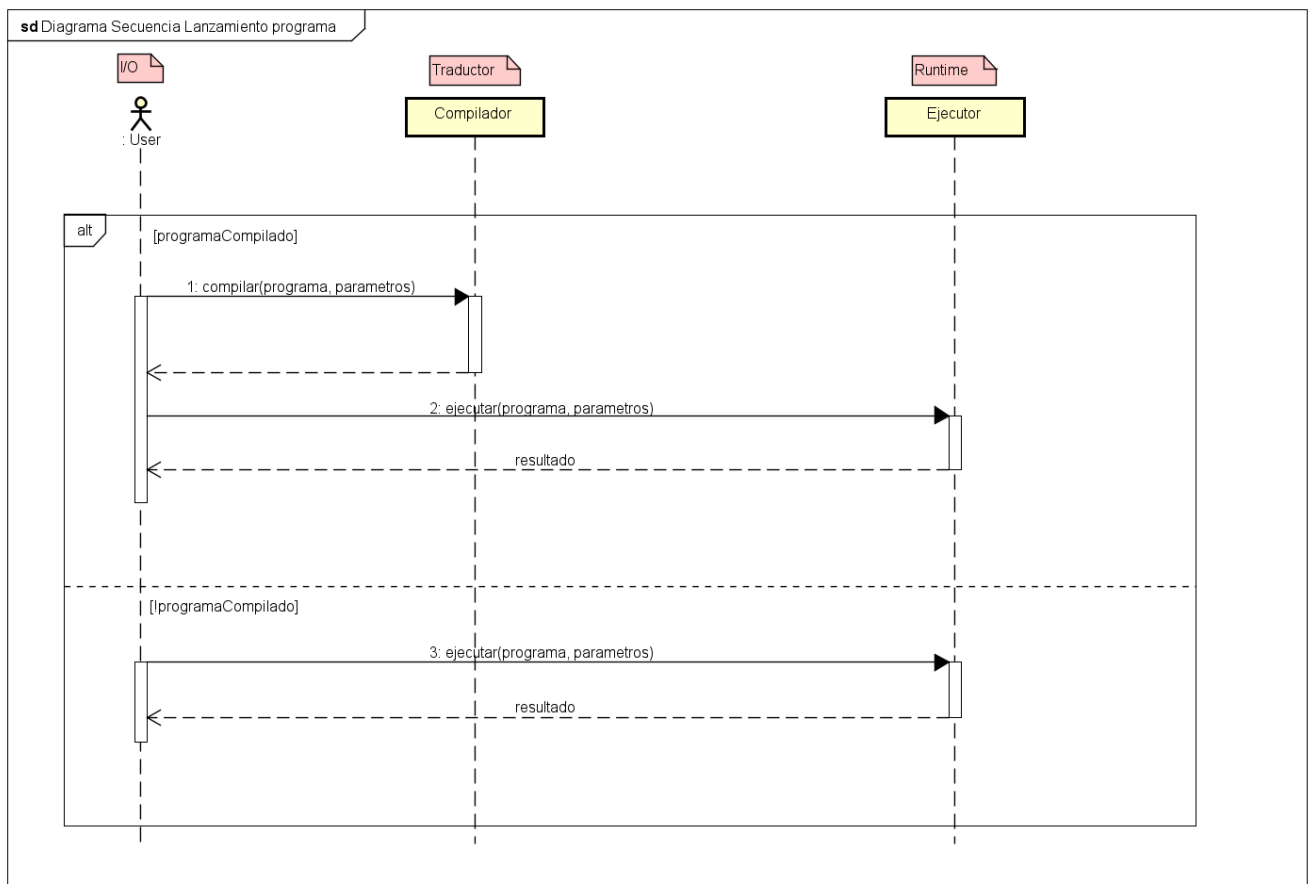 sd Diagrama Secuencia Lanzamiento programa
I/O
Traductor
Runtime
: User
Compilador
Ejecutor
alt
[programaCompilado]
1: compilar(programa, parametros)
2: ejecutar(programa, parametros)
resultado
[!programaCompilado]
3: ejecutar(programa, parametros)
resultado